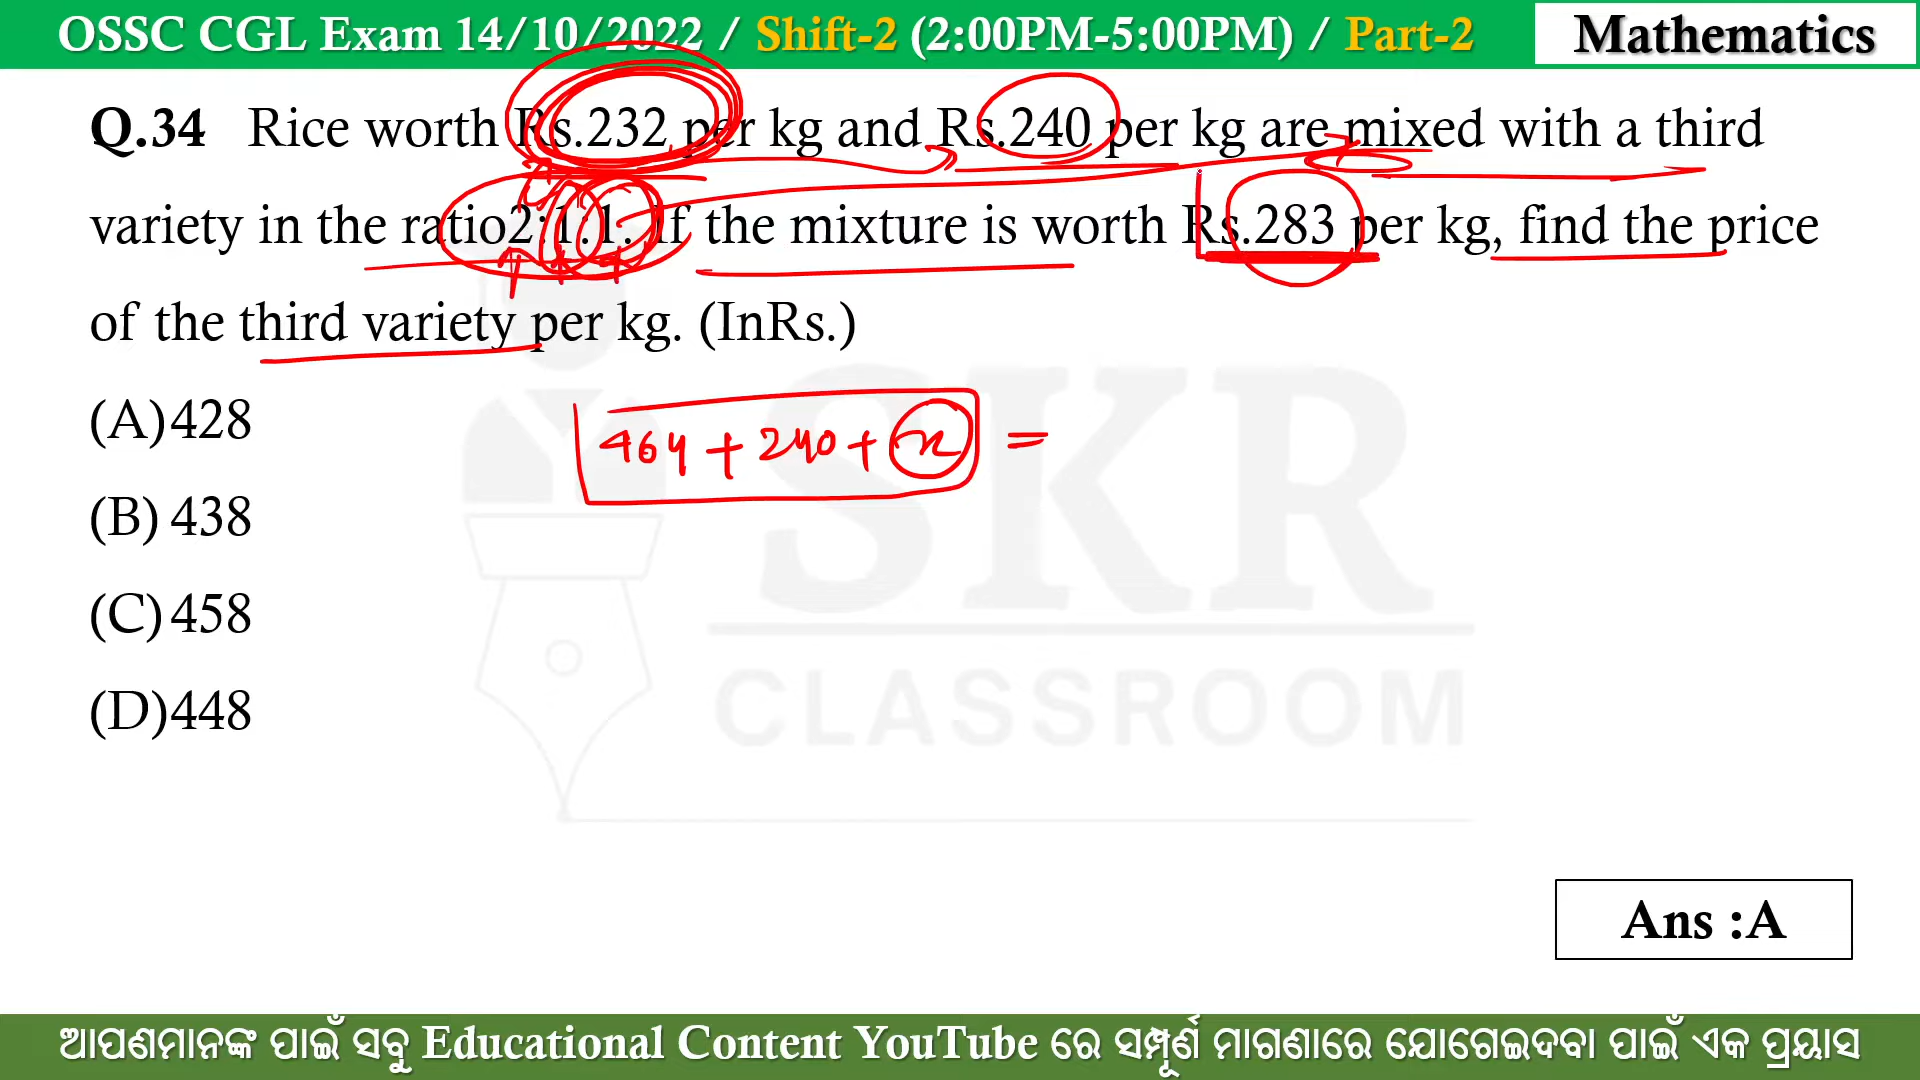 OSSC CGL Exam 14/10/2022 / Shift-2 (2:00PM-5:00PM) / Part-2
Mathematics
Q.34 Rice worth Rs.232 per kg and Rs.240 per kg are mixed with a third
variety in the ratio2:1:1. If the mixture is worth Rs.283 per kg, find the price
of the third variety per kg. (InRs.)
(A)428
464 + 240 + x =
(B) 438
(C)458
(D)448
SKR
CLASSROOM
Ans :A
ଆପଣମାନଙ୍କ ପାଇଁ ସବୁ Educational Content YouTube ରେ ସମ୍ପୂର୍ଣ ମାଗଣାରେ ଯୋଗେଇଦବା ପାଇଁ ଏକ ପ୍ରୟାସ